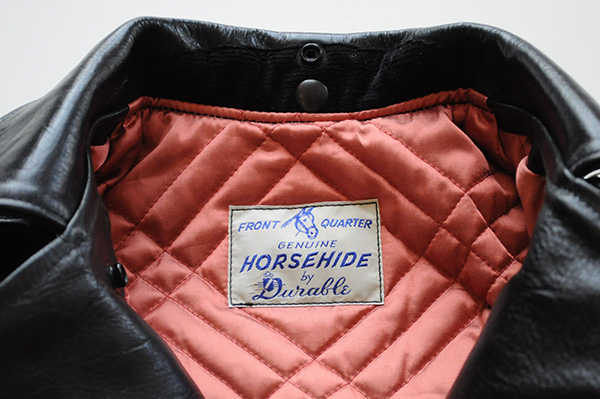 FRONT QUARTER
GENUINE
HORSEHIDE
by
Durable